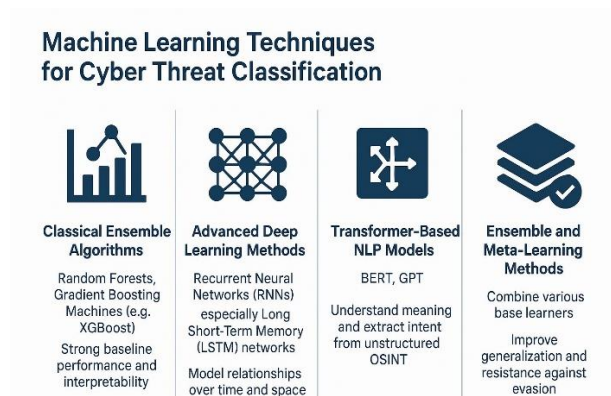 Machine Learning Techniques
for Cyber Threat Classification
Classical Ensemble
Algorithms
Random Forests,
Gradient Boosting
Machines (e.g.
XGBoost)
Strong baseline
performance and
interpretability
Advanced Deep
Learning Methods
Recurrent Neural
Networks (RNNs)
especially Long
Short-Term Memory
(LSTM) networks
Model relationships
over time and space
Transformer-Based
NLP Models
BERT, GPT
Understand meaning
and extract intent
from unstructured
OSINT
Ensemble and
Meta-Learning
Methods
Combine various
base learners
Improve
generalization and
resistance against
evasion